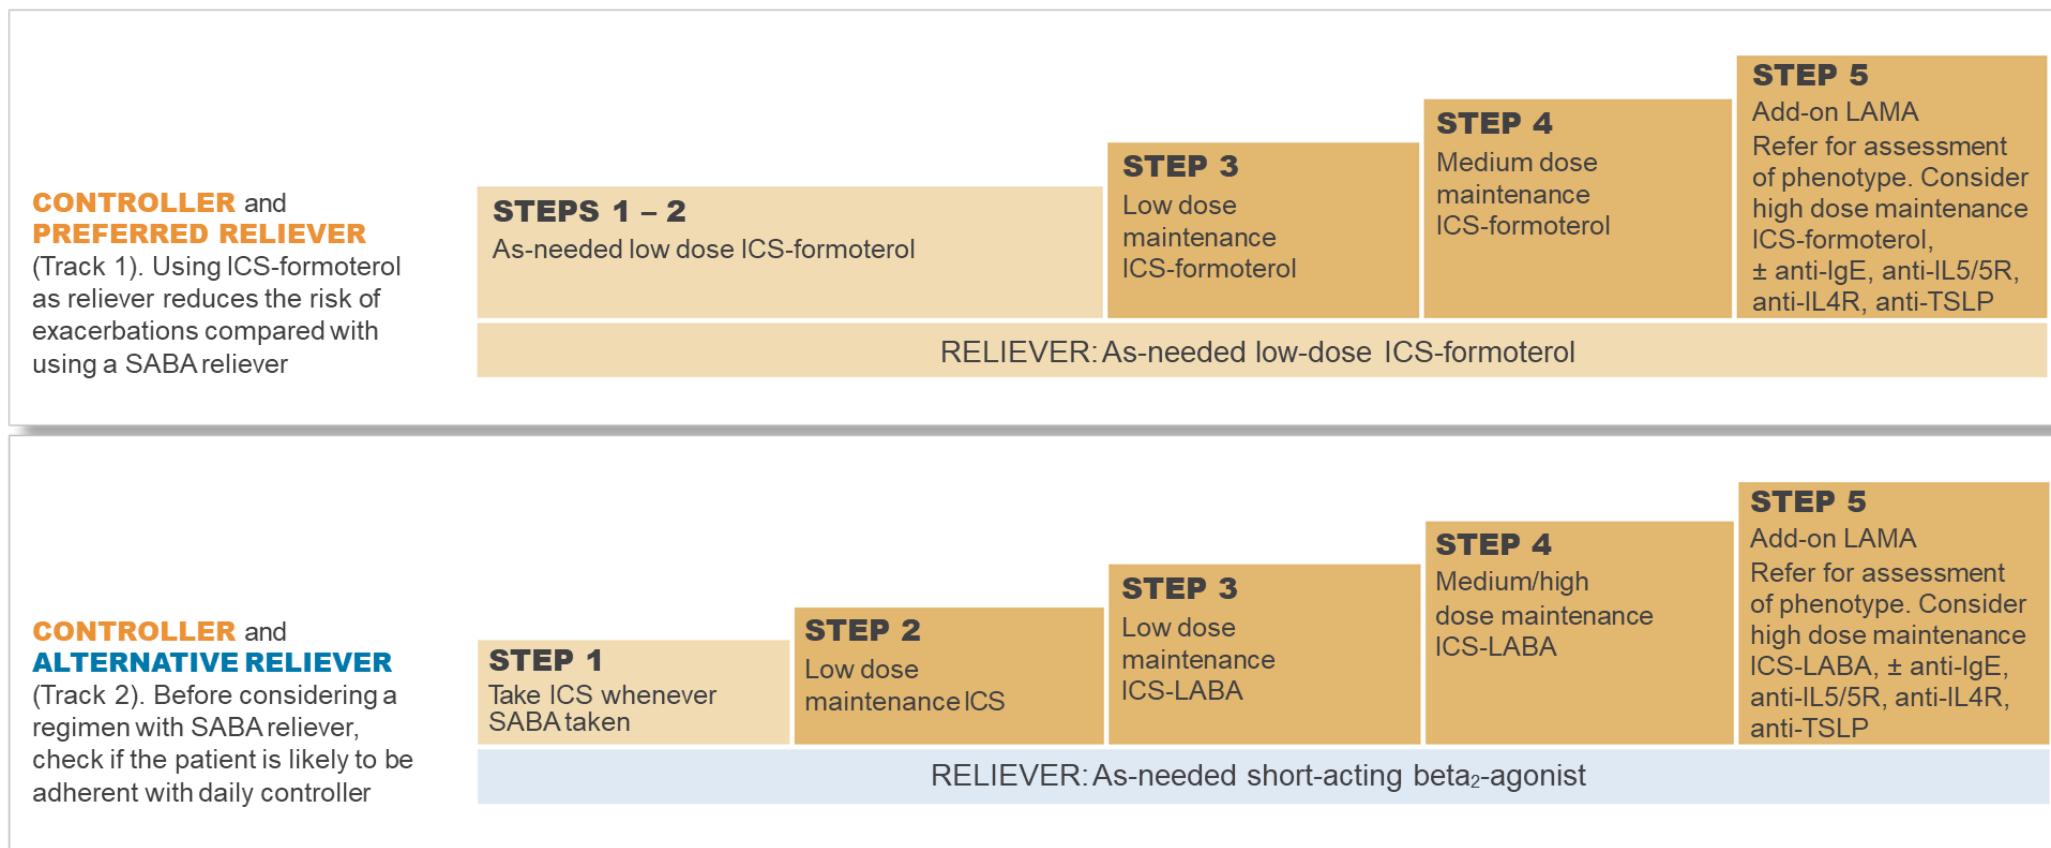 CONTROLLER and
PREFERRED RELIEVER
(Track 1). Using ICS-formoterol
as reliever reduces the risk of
exacerbations compared with
using a SABA reliever
STEPS 1 – 2
As-needed low dose ICS-formoterol
STEP 3
Low dose
maintenance
ICS-formoterol
STEP 4
Medium dose
maintenance
ICS-formoterol
STEP 5
Add-on LAMA
Refer for assessment
of phenotype. Consider
high dose maintenance
ICS-formoterol,
± anti-IgE, anti-IL5/5R,
anti-IL4R, anti-TSLP
RELIEVER: As-needed low-dose ICS-formoterol
CONTROLLER and
ALTERNATIVE RELIEVER
(Track 2). Before considering a
regimen with SABA reliever,
check if the patient is likely to be
adherent with daily controller
STEP 1
Take ICS whenever
SABA taken
STEP 2
Low dose
maintenance ICS
STEP 3
Low dose
maintenance
ICS-LABA
STEP 4
Medium/high
dose maintenance
ICS-LABA
STEP 5
Add-on LAMA
Refer for assessment
of phenotype. Consider
high dose maintenance
ICS-LABA, ± anti-IgE,
anti-IL5/5R, anti-IL4R,
anti-TSLP
RELIEVER: As-needed short-acting beta₂-agonist